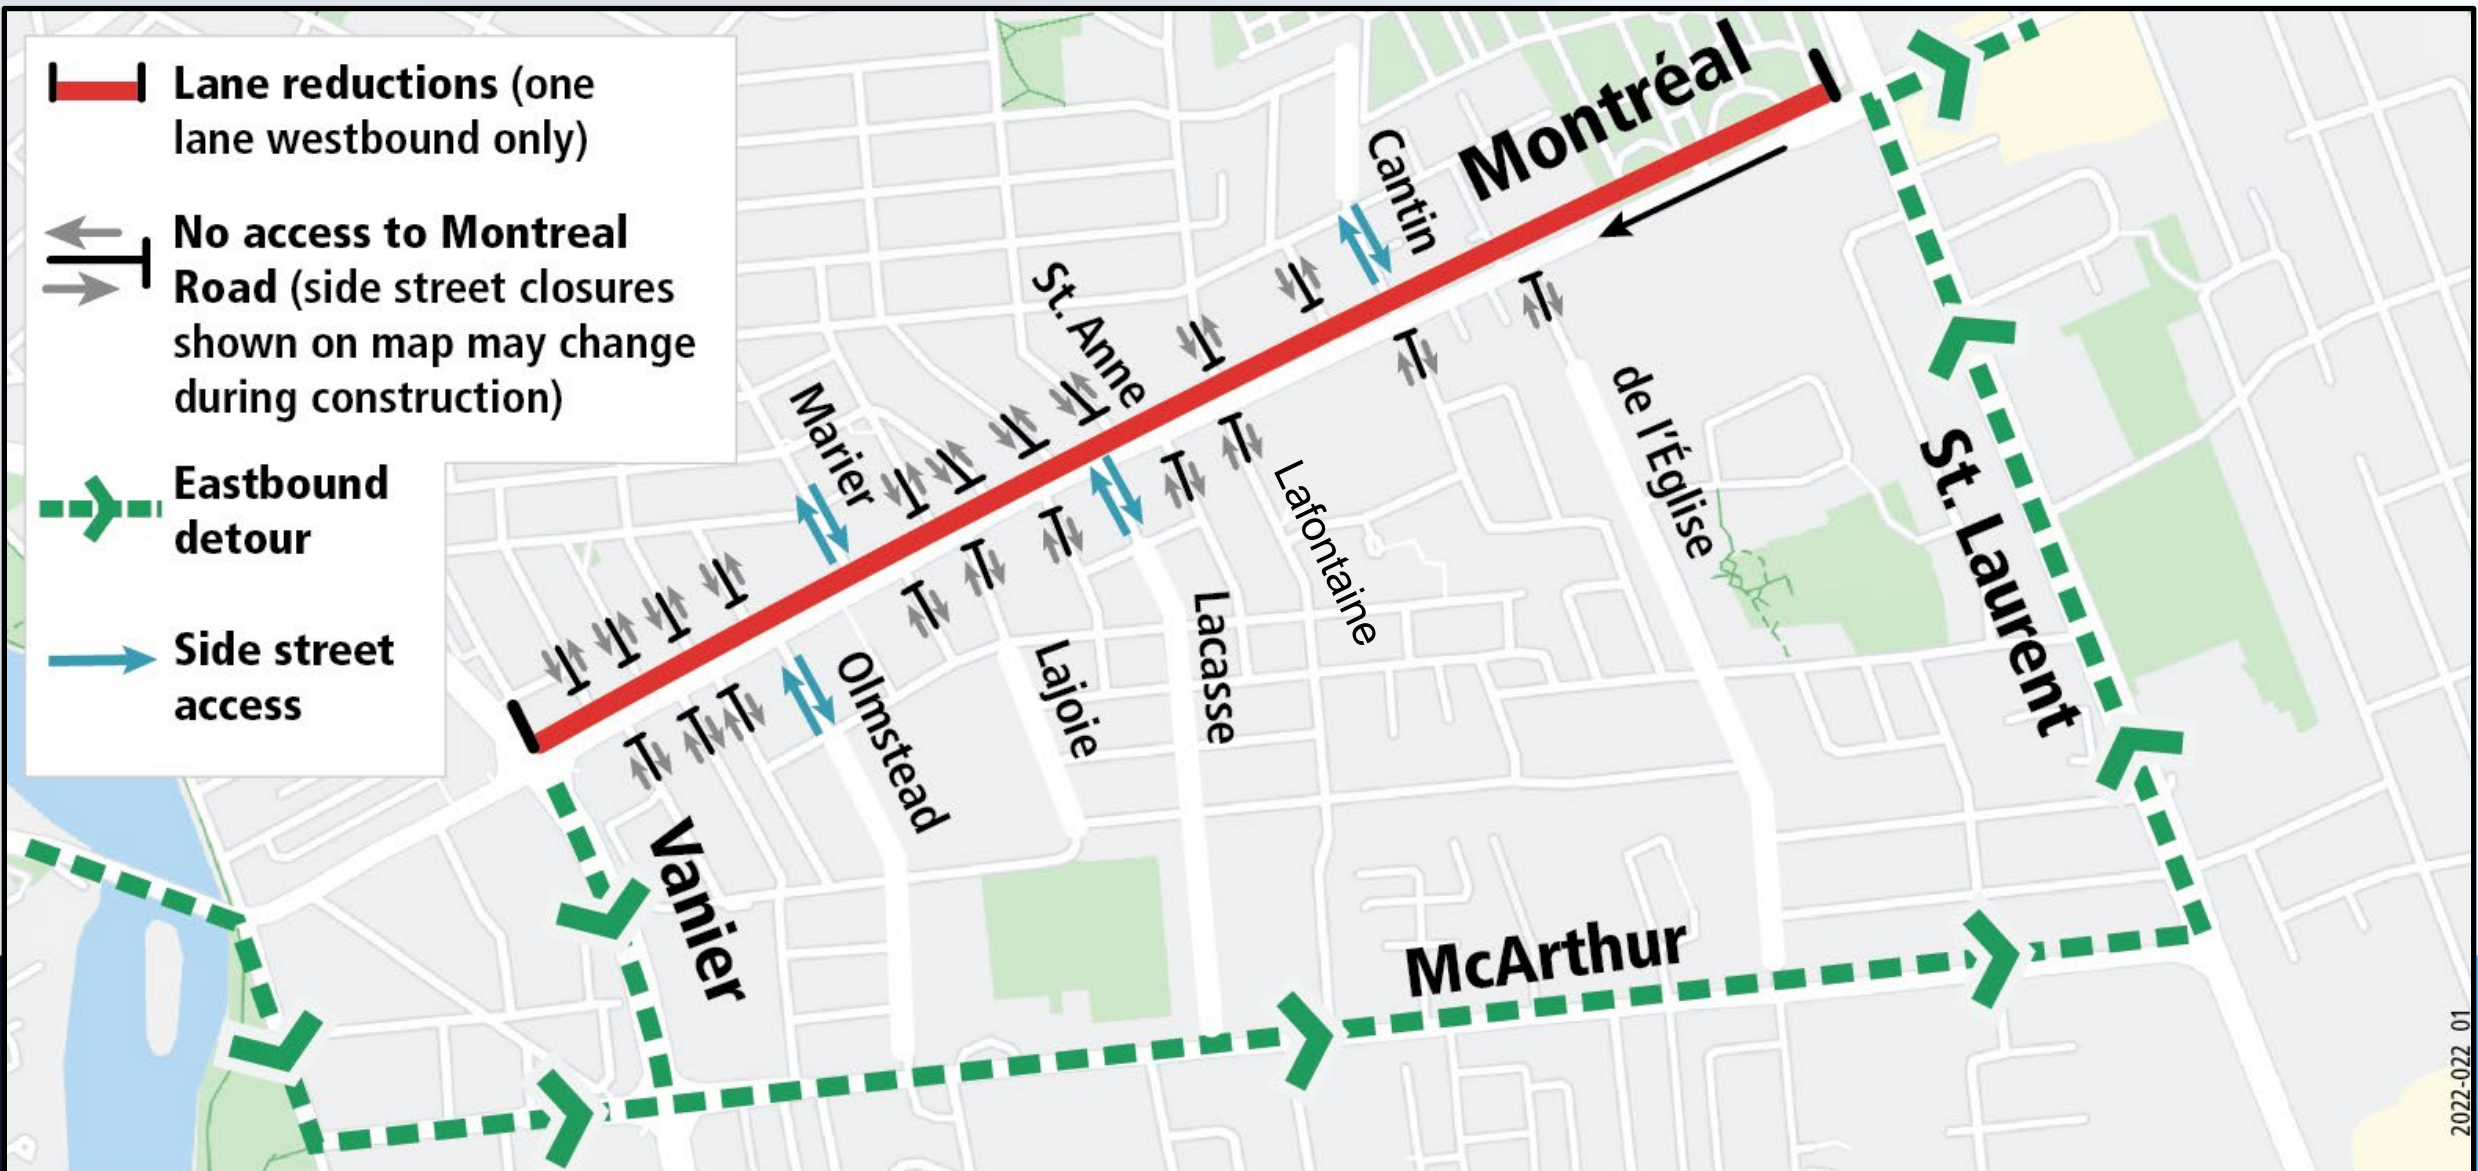 Lane reductions (one
lane westbound only)
No access to Montreal
Road (side street closures
shown on map may change
during construction)
Eastbound
detour
Side street
access
Montréal
Cantin
St. Anne
Marier
de l'Église
Lafontaine
St. Laurent
Lacasse
Lajoie
Olmstead
Vanier
McArthur
2022-022 01